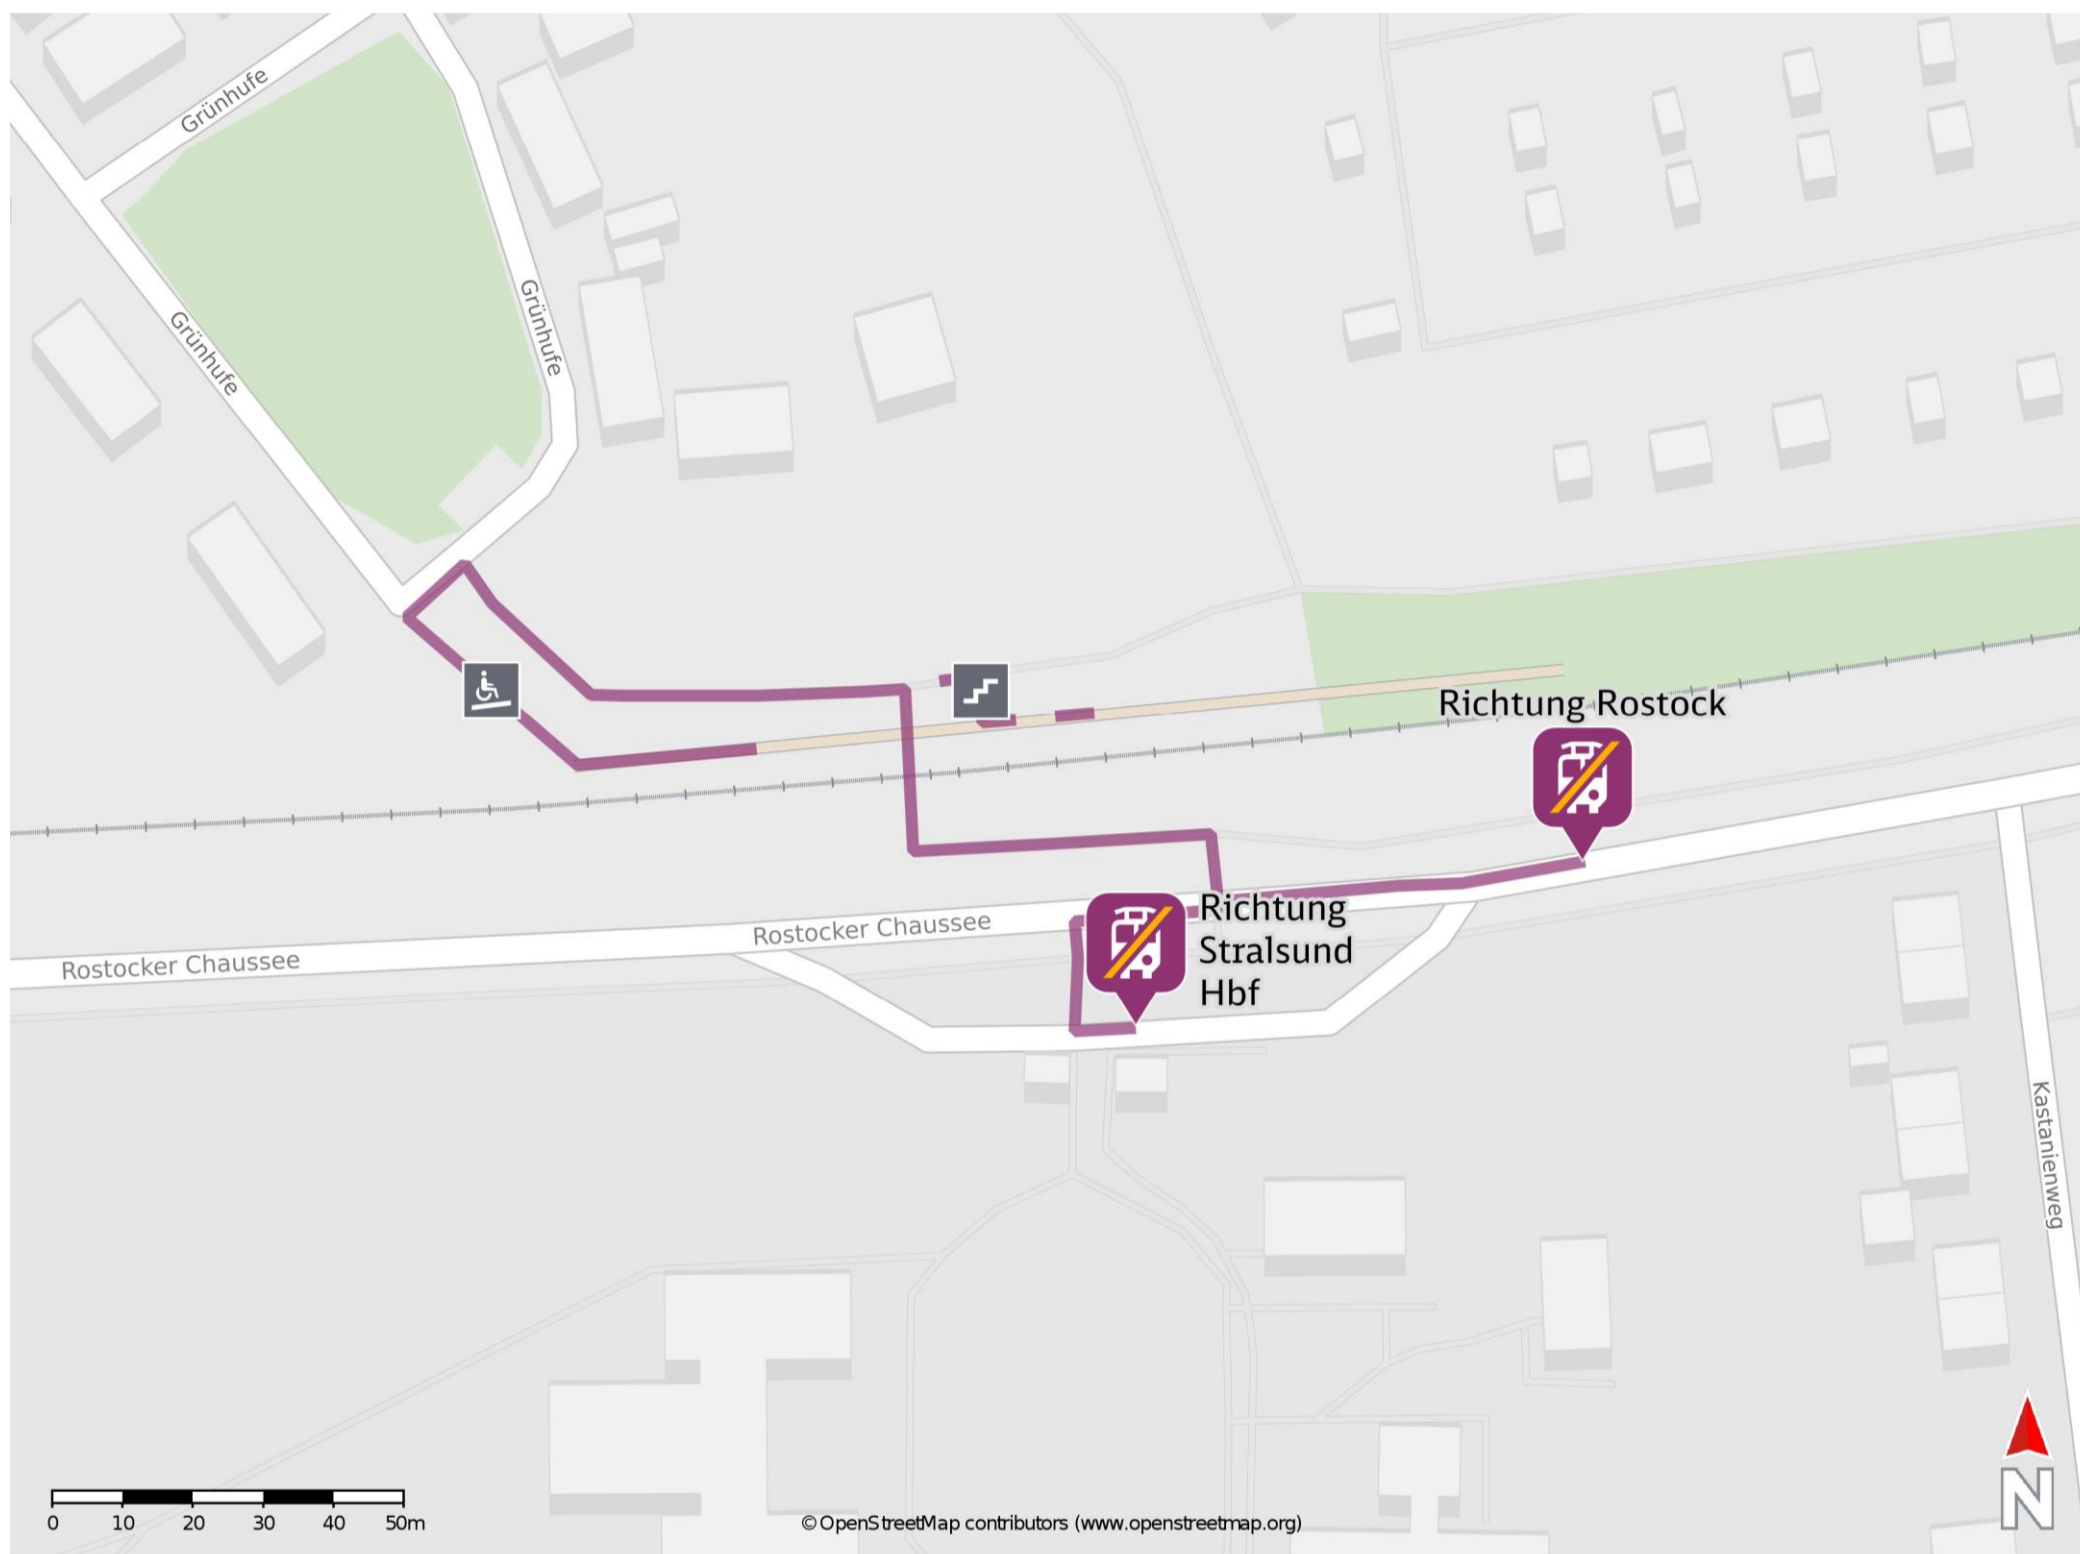 Grünhufe
Grünhufe
Grünhufe
Richtung Rostock
Richtung
Stralsund
Hbf
Rostocker Chaussee
Rostocker Chaussee
Kastanienweg
0 10 20 30 40 50m
©OpenStreetMap contributors (www.openstreetmap.org)
N